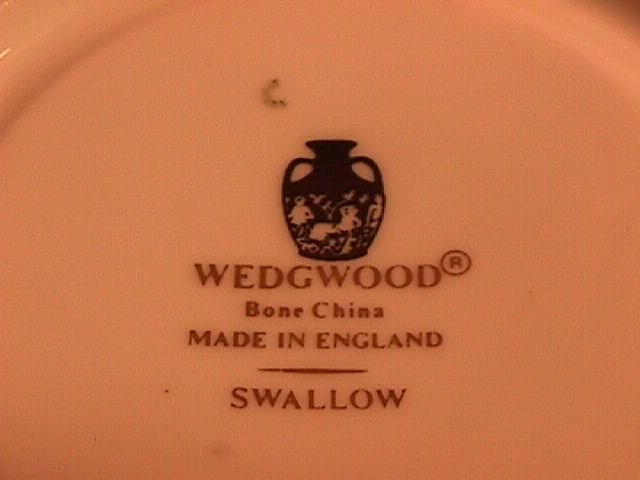 C
WEDGWOOD®
Bone China
MADE IN ENGLAND
SWALLOW